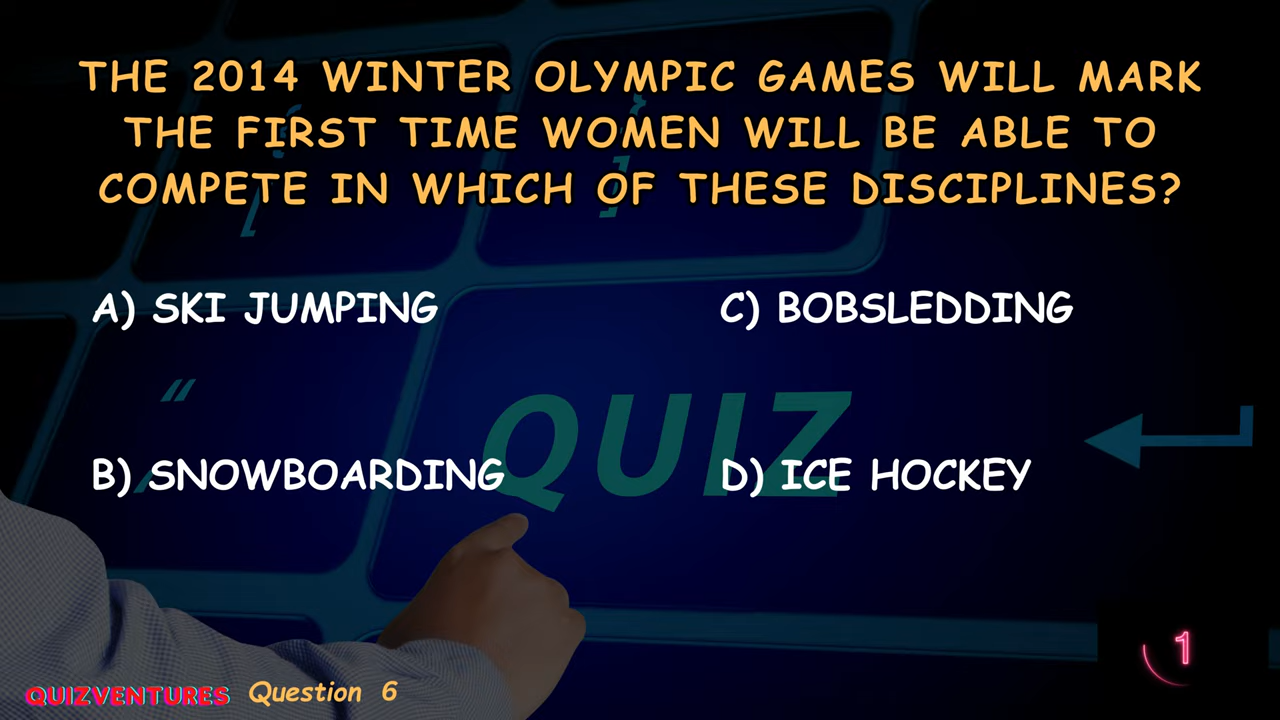 THE 2014 WINTER OLYMPIC GAMES WILL MARK
THE FIRST TIME WOMEN WILL BE ABLE TO
COMPETE IN WHICH OF THESE DISCIPLINES?
A) SKI JUMPING
C) BOBSLEDDING
B) SNOWBOARDING
D) ICE HOCKEY
QUIZ
1
QUIZVENTURES Question 6